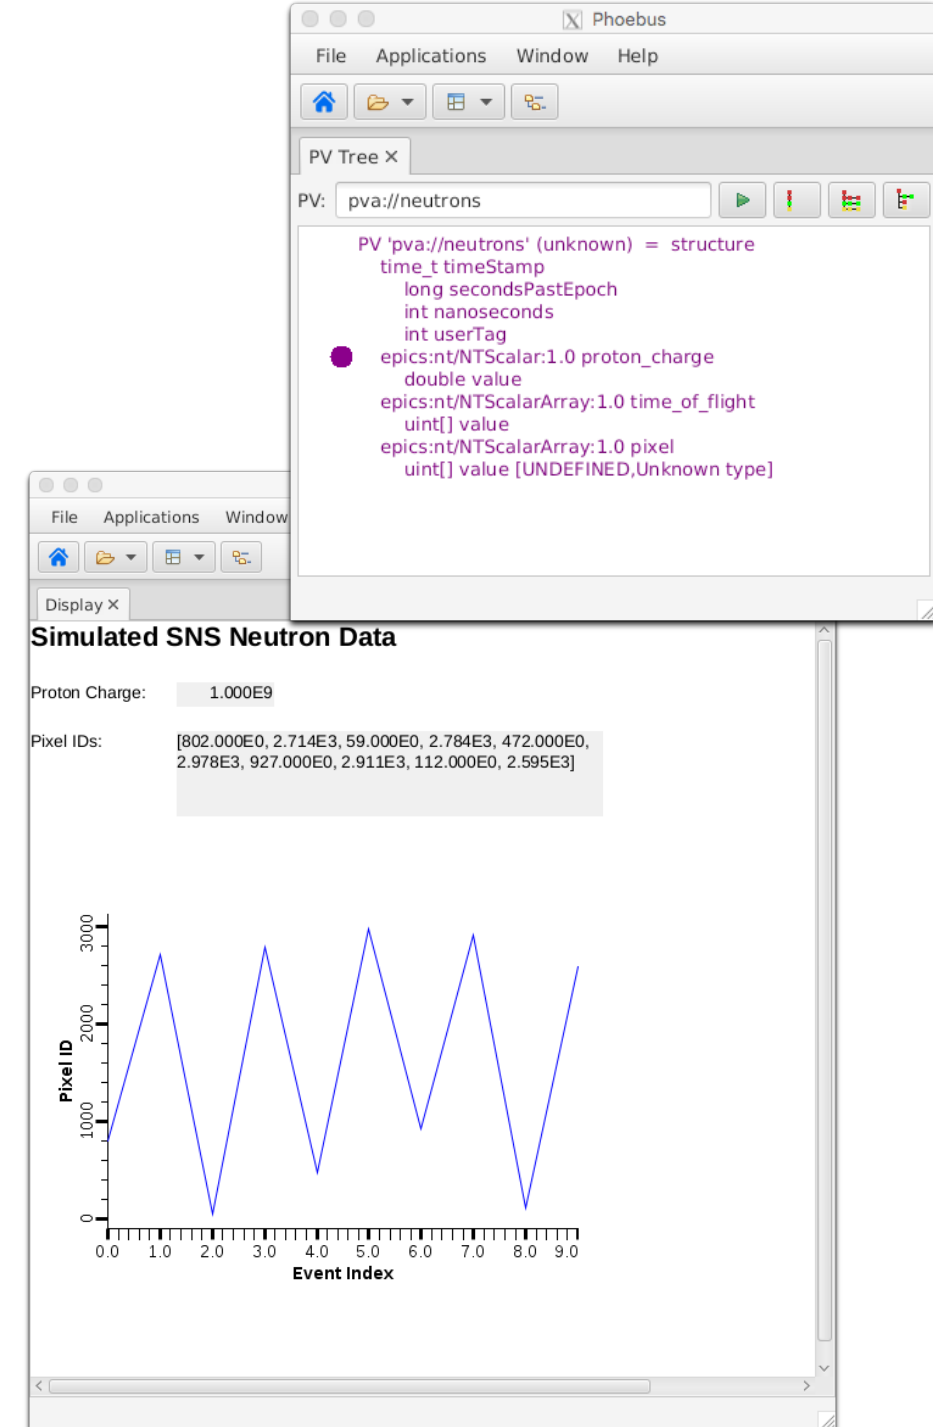 Phoebus
File Applications Window Help
PV Tree
PV: pva://neutrons
PV 'pva://neutrons' (unknown) = structure
time_t timeStamp
long secondsPastEpoch
int nanoseconds
int userTag
epics:nt/NTScalar:1.0 proton_charge
double value
epics:nt/NTScalarArray:1.0 time_of_flight
uint[] value
epics:nt/NTScalarArray:1.0 pixel
uint[] value [UNDEFINED,Unknown type]
File Applications Window
Display
Simulated SNS Neutron Data
Proton Charge: 1.000E9
Pixel IDs: [802.000E0, 2.714E3, 59.000E0, 2.784E3, 472.000E0,
2.978E3, 927.000E0, 2.911E3, 112.000E0, 2.595E3]
3000
2000
1000
0
Pixel ID
0.0 1.0 2.0 3.0 4.0 5.0 6.0 7.0 8.0 9.0
Event Index